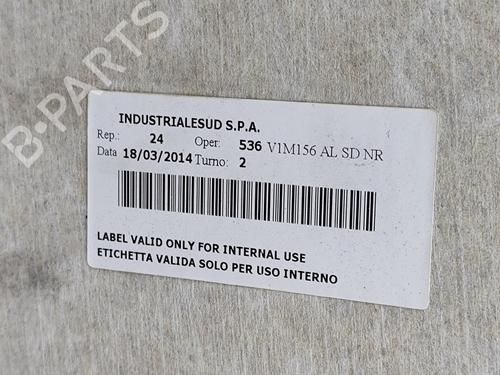 B-PARTS
INDUSTRIALESUD S.P.A.
Rep.: 24 Oper: 536 V1M156 AL SD NR
Data 18/03/2014 Turno: 2
LABEL VALID ONLY FOR INTERNAL USE
ETICHETTA VALIDA SOLO PER USO INTERNO